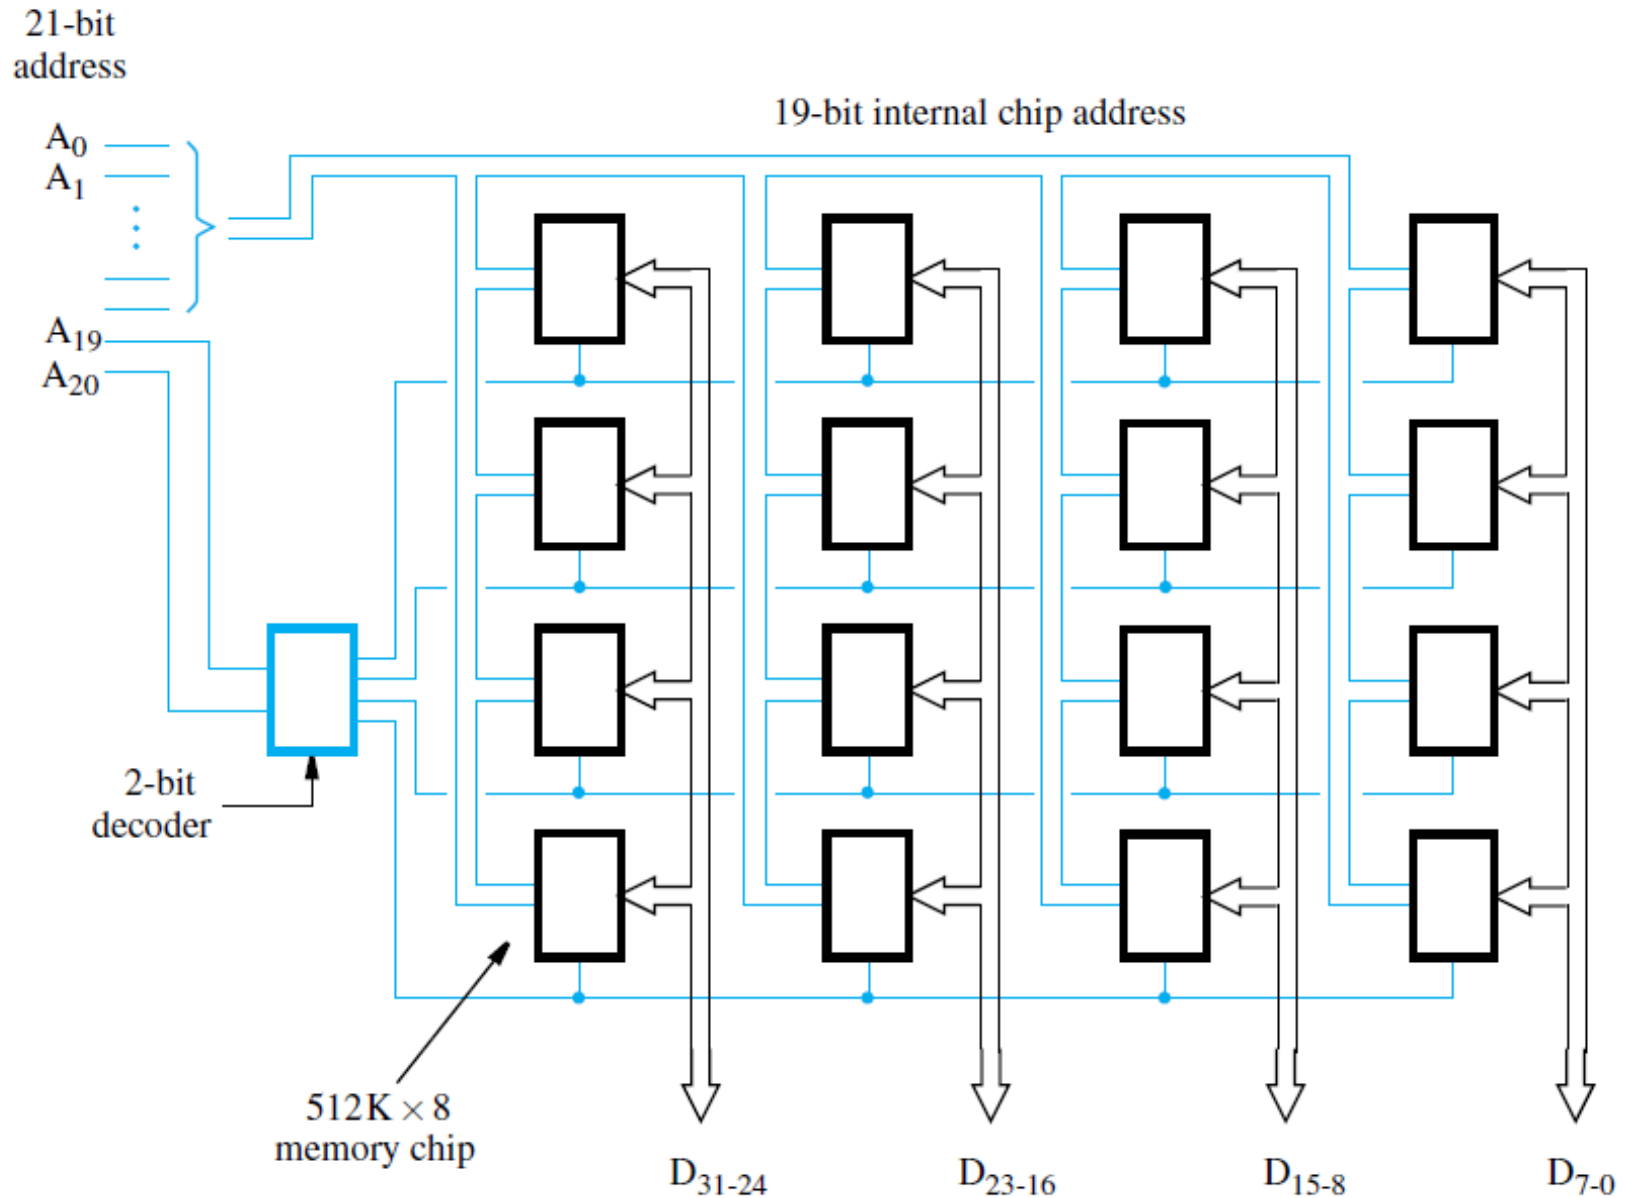 21-bit
address
19-bit internal chip address
A₀
A₁
A₁₉
A₂₀
2-bit
decoder
512K × 8
memory chip
D₃₁₋₂₄
D₂₃₋₁₆
D₁₅₋₈
D₇₋₀